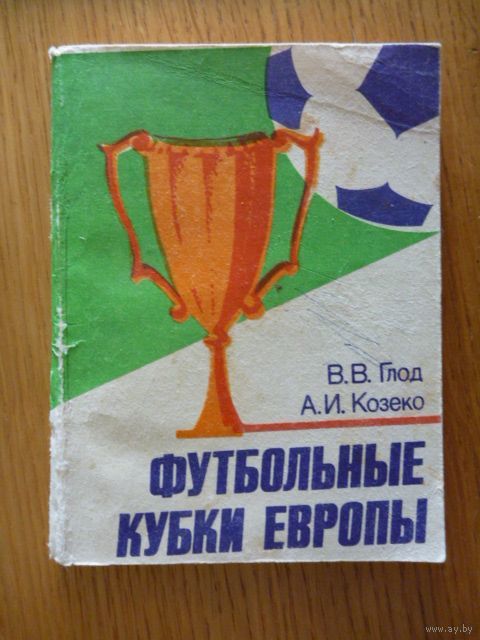 В.В. Глод
А.И. Козеко
ФУТБОЛЬНЫЕ
КУБКИ ЕВРОПЫ
© www.ay.by